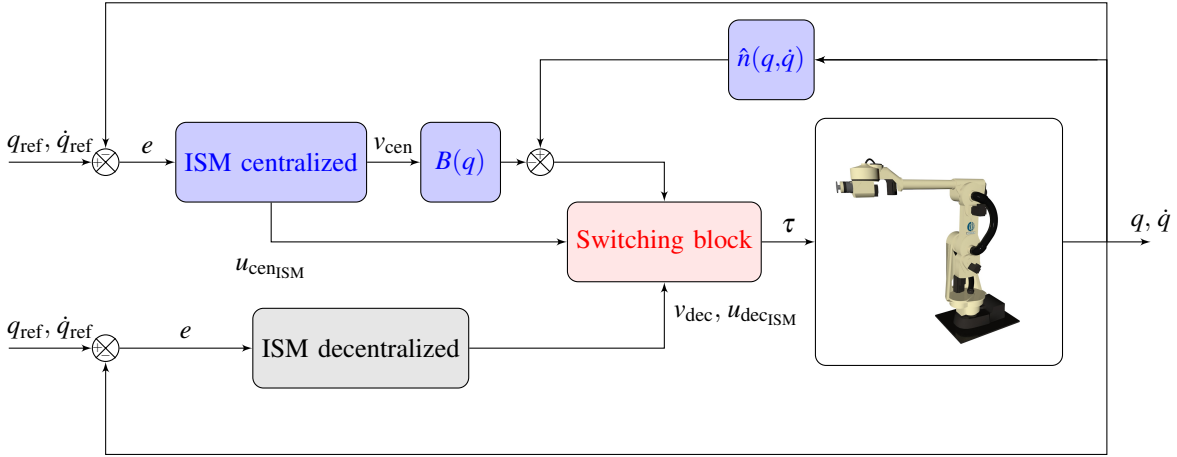 n̂(q,q̇)
q_ref, q̇_ref
e
ISM centralized
v_cen
B(q)
Switching block
τ
q, q̇
u_cen_ISM
v_dec, u_dec_ISM
q_ref, q̇_ref
e
ISM decentralized